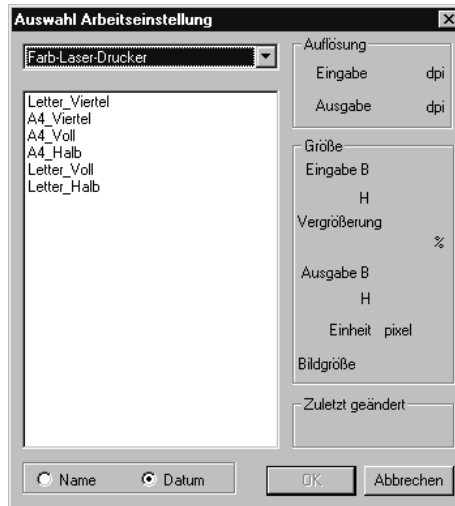 Auswahl Arbeitseinstellung
Farb-Laser-Drucker
Letter_Viertel
A4_Viertel
A4_Voll
A4_Halb
Letter_Voll
Letter_Halb
Auflösung
Eingabe dpi
Ausgabe dpi
Größe
Eingabe B
H
Vergrößerung
%
Ausgabe B
H
Einheit pixel
Bildgröße
Zuletzt geändert
Name Datum
OK Abbrechen